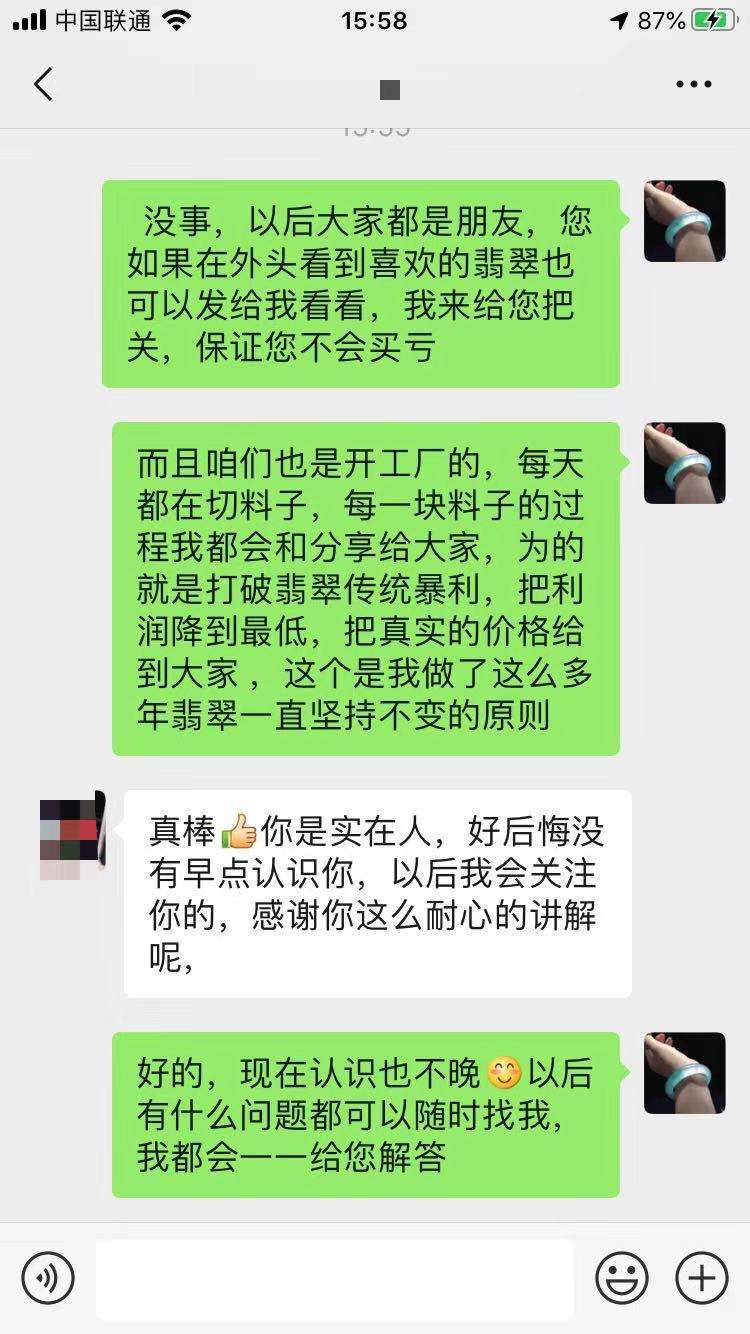 中国联通
15:58
87%
没事，以后大家都是朋友，您
如果在外头看到喜欢的翡翠也
可以发给我看看，我来给您把
关，保证您不会买亏
而且咱们也是开工厂的，每天
都在切料子，每一块料子的过
程我都会和分享给大家，为的
就是打破翡翠传统暴利，把利
润降到最低，把真实的价格给
到大家 ，这个是我做了这么多
年翡翠一直坚持不变的原则
真棒👍你是实在人，好后悔没
有早点认识你，以后我会关注
你的，感谢你这么耐心的讲解
呢，
好的，现在认识也不晚😊以后
有什么问题都可以随时找我，
我都会一一给您解答